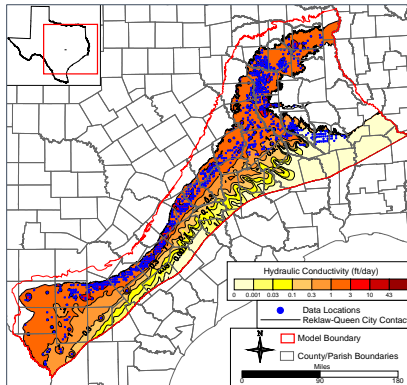 Hydraulic Conductivity (ft/day)
0 0.001 0.03 0.1 0.3 1 3 10 43
Data Locations
Reklaw-Queen City Contact
N
Model Boundary
County/Parish Boundaries
Miles
0 90 180